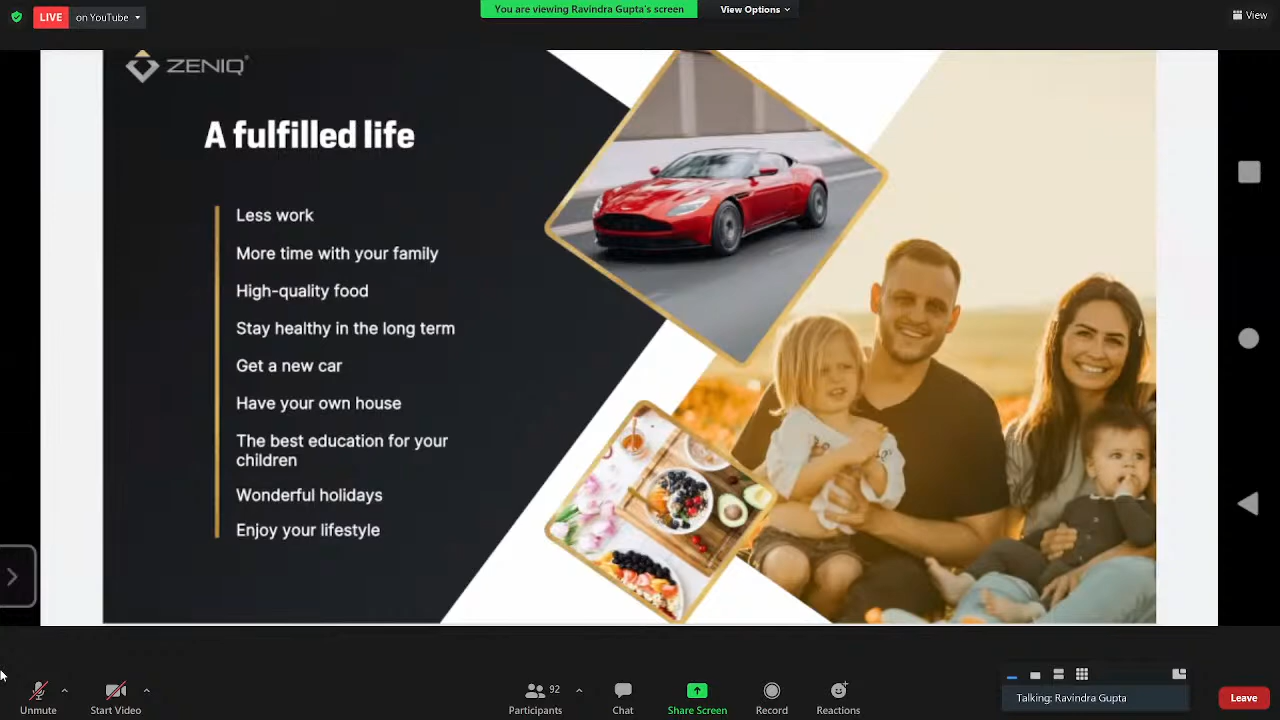 LIVE
on YouTube
You are viewing Ravindra Gupta's screen
View Options
View
ZENIQ®
A fulfilled life
Less work
More time with your family
High-quality food
Stay healthy in the long term
Get a new car
Have your own house
The best education for your
children
Wonderful holidays
Enjoy your lifestyle
Talking: Ravindra Gupta
Unmute
Start Video
92
Participants
Chat
Share Screen
Record
Reactions
Leave